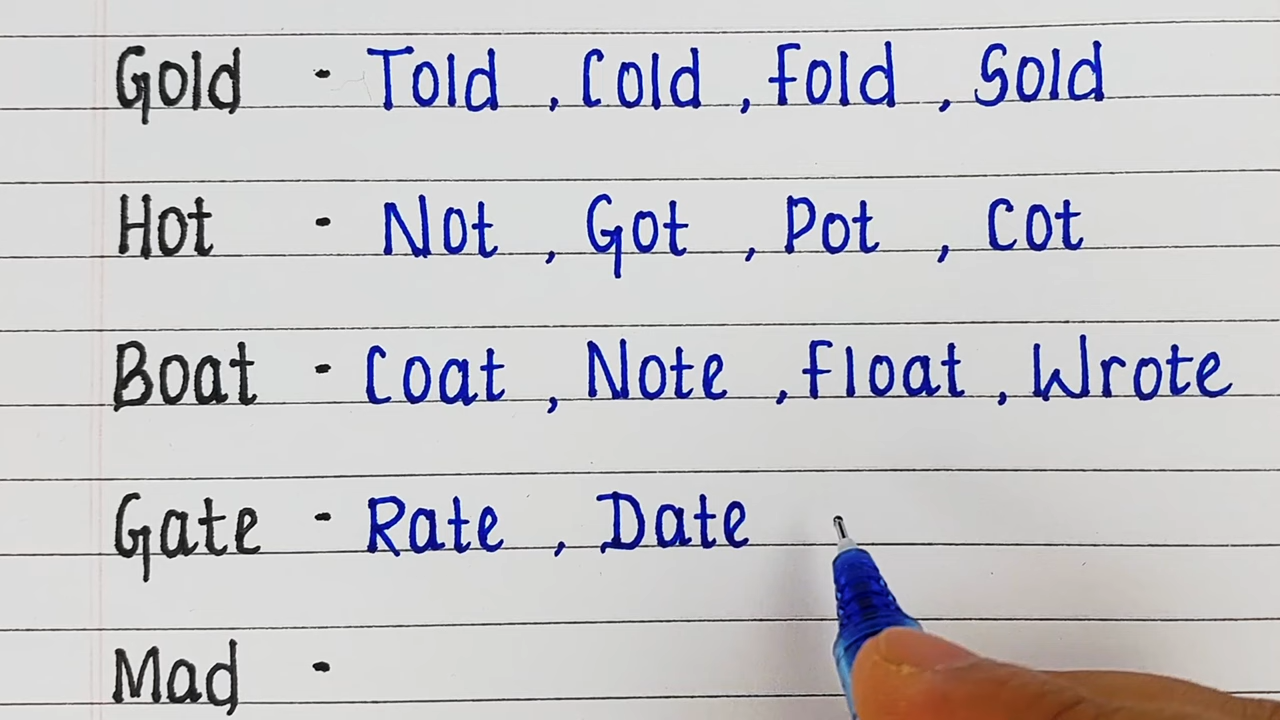 Gold - Told , Cold , Fold , Sold
Hot - Not , Got , Pot , Cot
Boat - Coat , Note , Float , Wrote
Gate - Rate , Date
Mad -